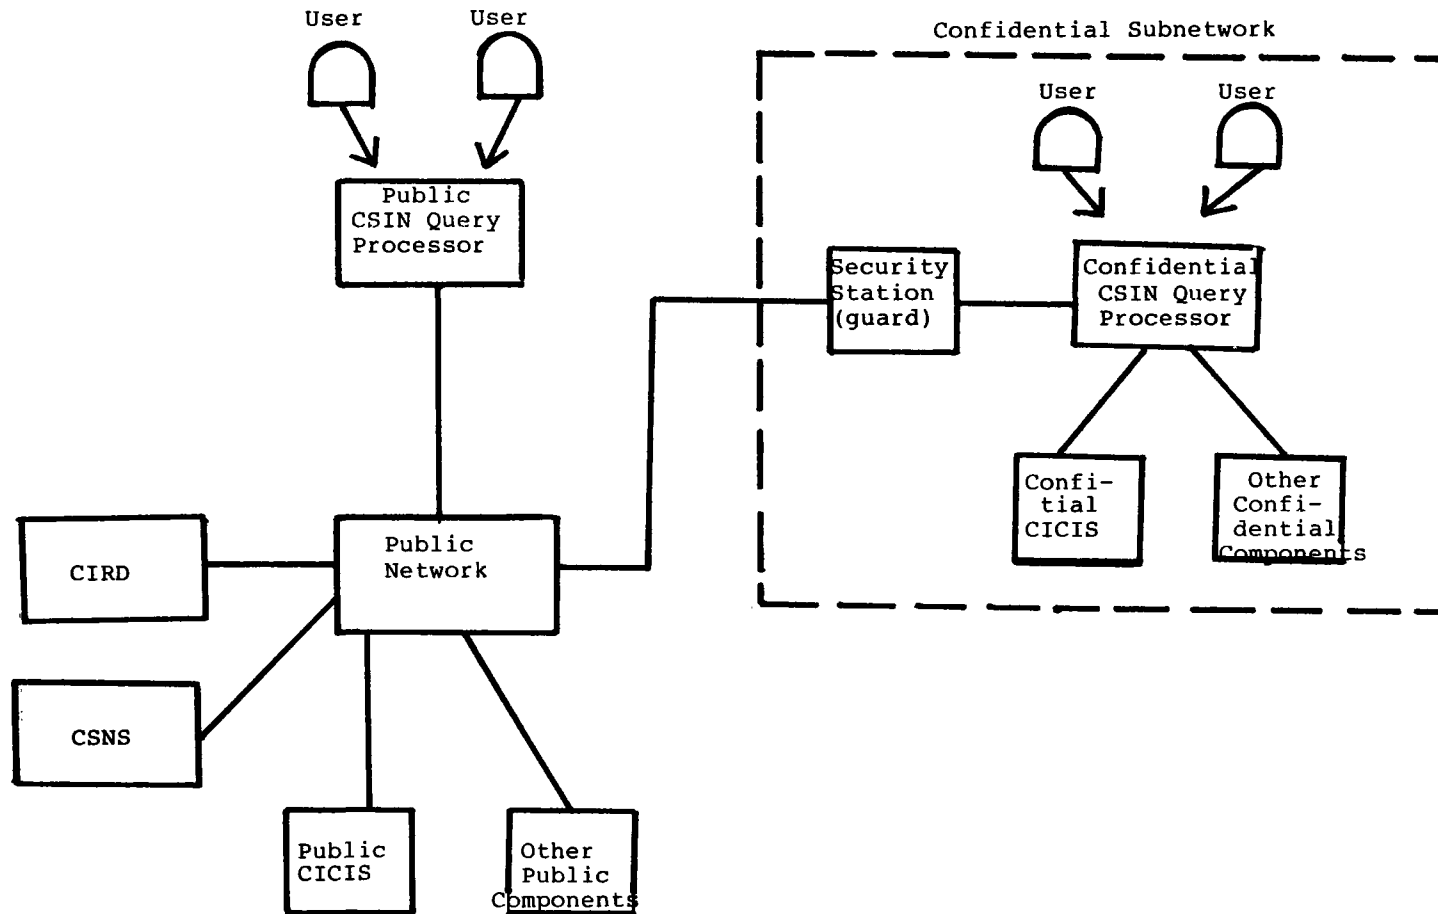 User
User
Confidential Subnetwork
User
User
Public
CSIN Query
Processor
Security
Station
(guard)
Confidential
CSIN Query
Processor
Confi-
tial
CICIS
Other
Confi-
dential
Components
CIRD
Public
Network
CSNS
Public
CICIS
Other
Public
Components